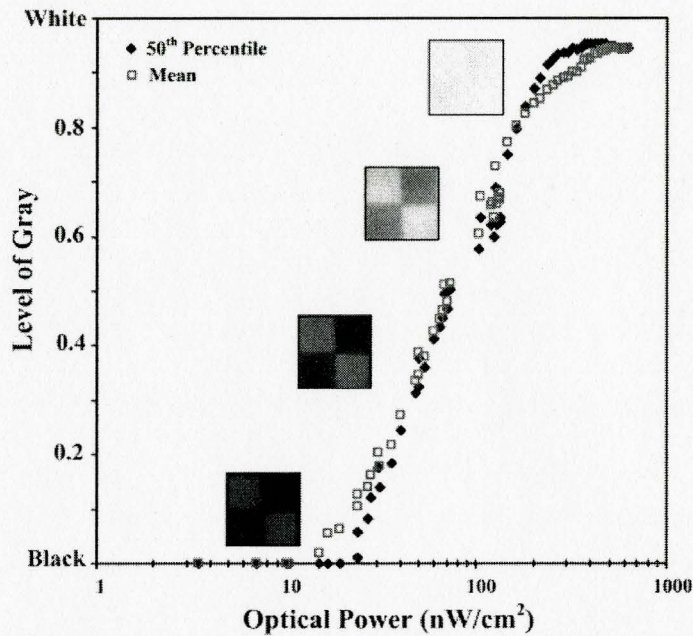 White
50th Percentile
Mean
0.8
0.6
0.4
0.2
Black
Level of Gray
1 10 100 1000
Optical Power (nW/cm2)